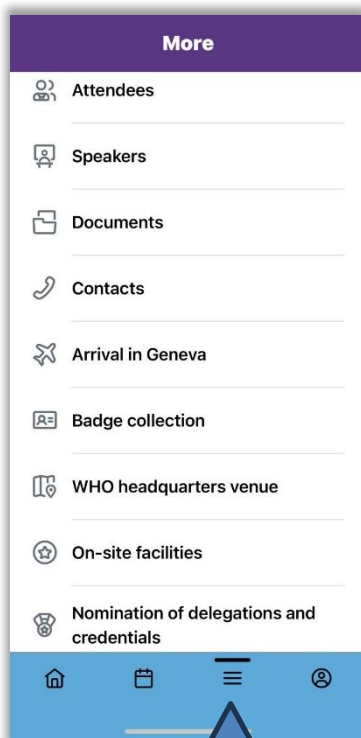 More
Attendees
Speakers
Documents
Contacts
Arrival in Geneva
Badge collection
WHO headquarters venue
On-site facilities
Nomination of delegations and
credentials